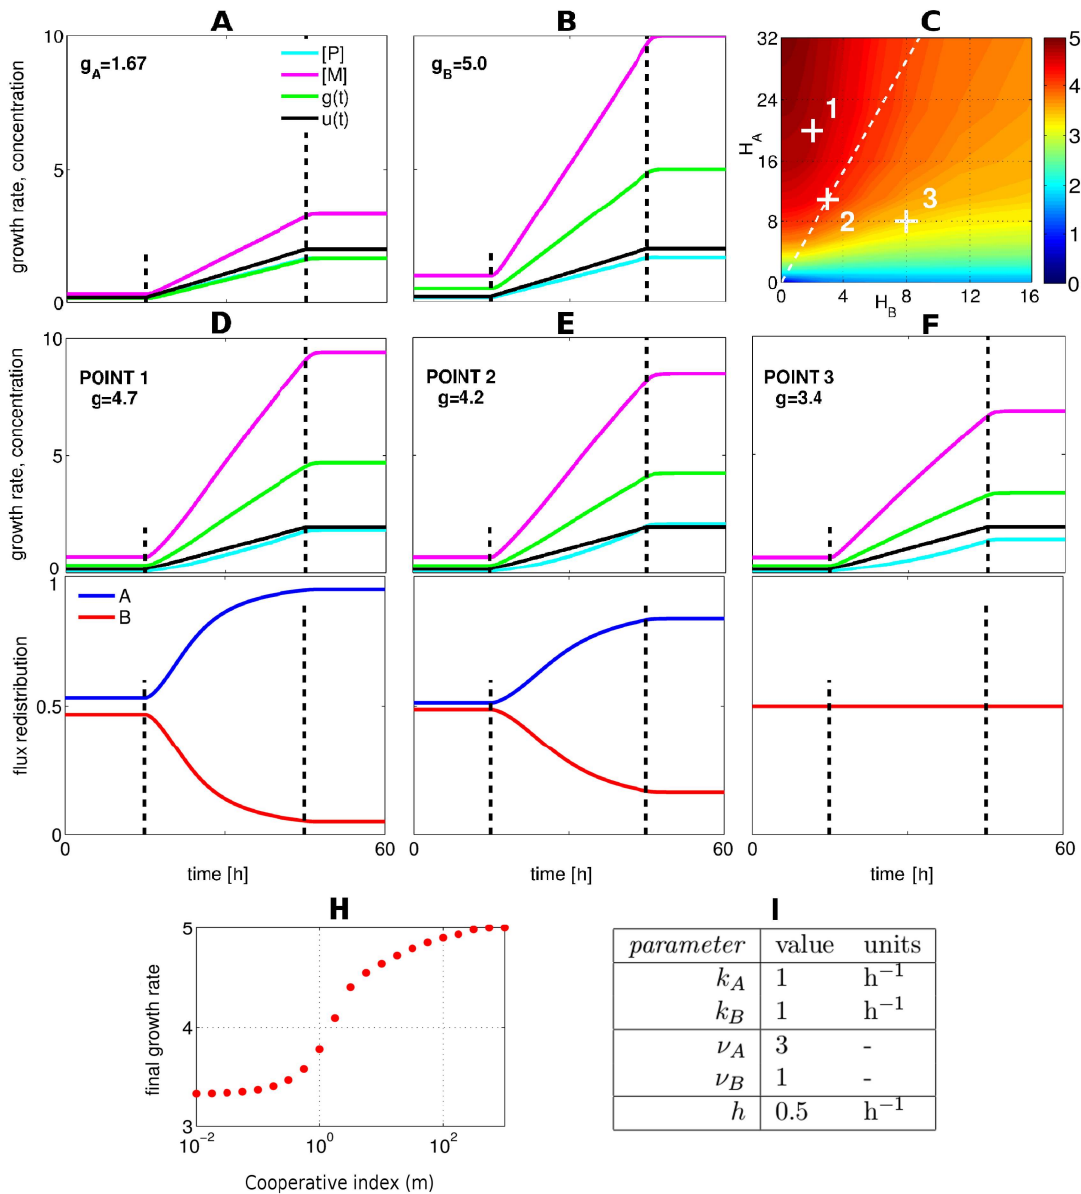 A
B
C
growth rate, concentration
10
5
0
g_A=1.67
[P]
[M]
g(t)
u(t)
10
5
0
g_B=5.0
H_A
32
24
16
8
0
1
2
3
0 4 8 12 16
H_B
5
4
3
2
1
0
D
E
F
growth rate, concentration
10
5
0
POINT 1
g=4.7
POINT 2
g=4.2
POINT 3
g=3.4
flux redistribution
1
0.5
0
A
B
0 60
time [h]
0 60
time [h]
0 60
time [h]
H
final growth rate
5
4
3
10^−2 10^0 10^2
Cooperative index (m)
I
parameter value units
k_A 1 h^−1
k_B 1 h^−1
ν_A 3 -
ν_B 1 -
h 0.5 h^−1